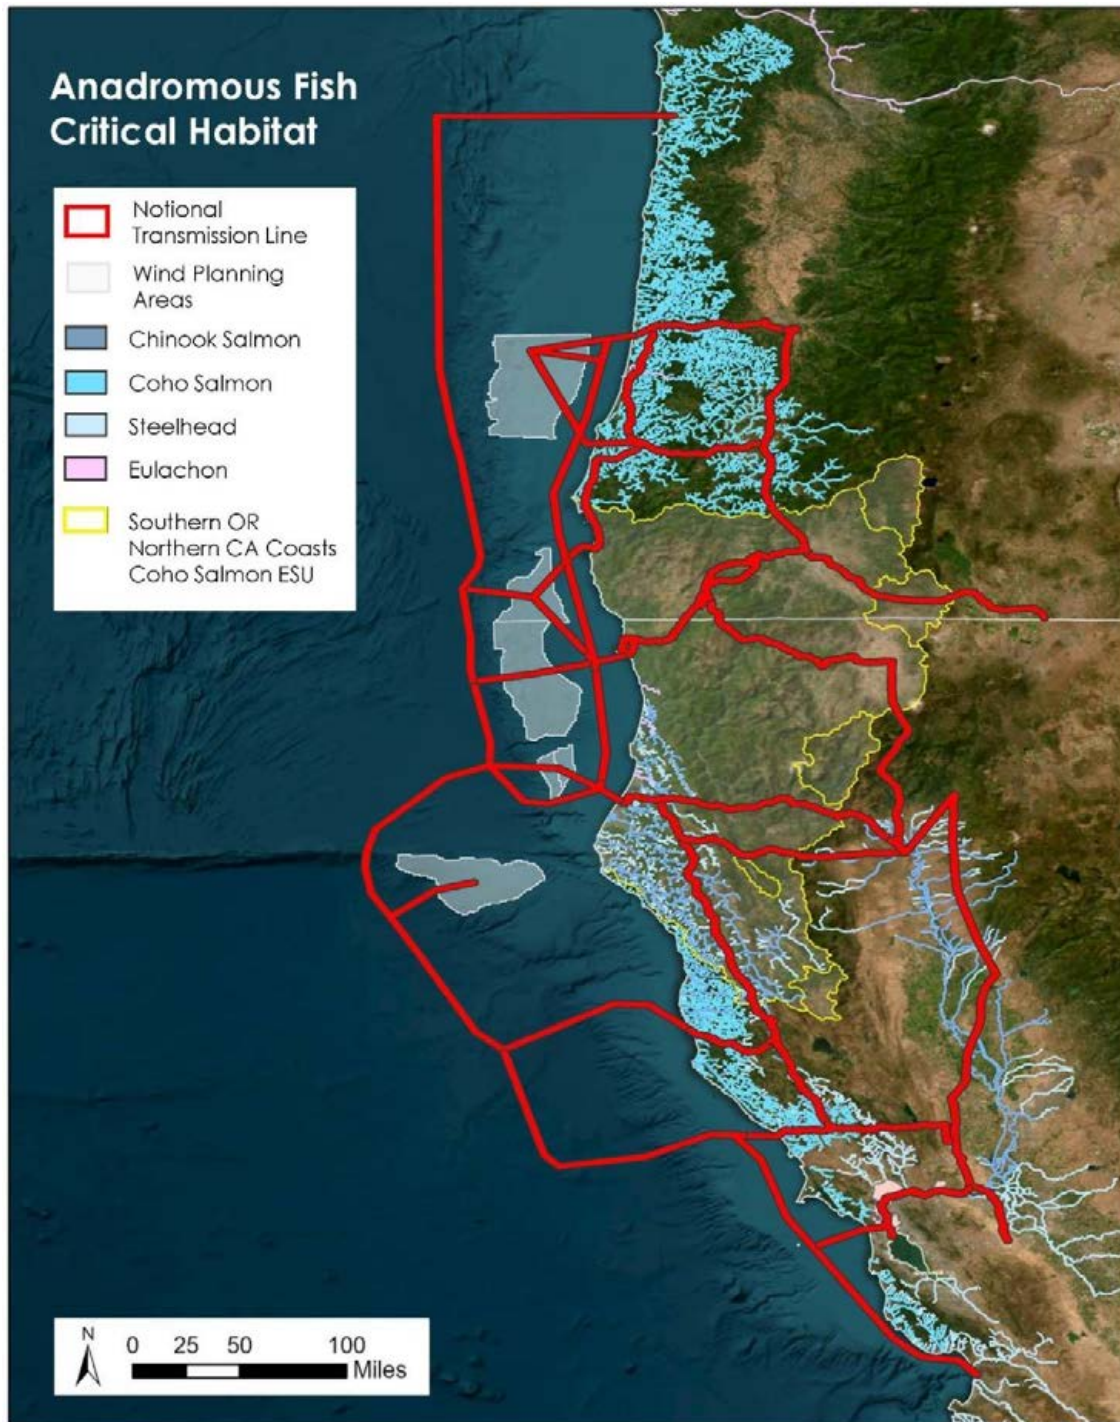 Anadromous Fish
Critical Habitat
Notional
Transmission Line
Wind Planning
Areas
Chinook Salmon
Coho Salmon
Steelhead
Eulachon
Southern OR
Northern CA Coasts
Coho Salmon ESU
N
0 25 50 100
Miles